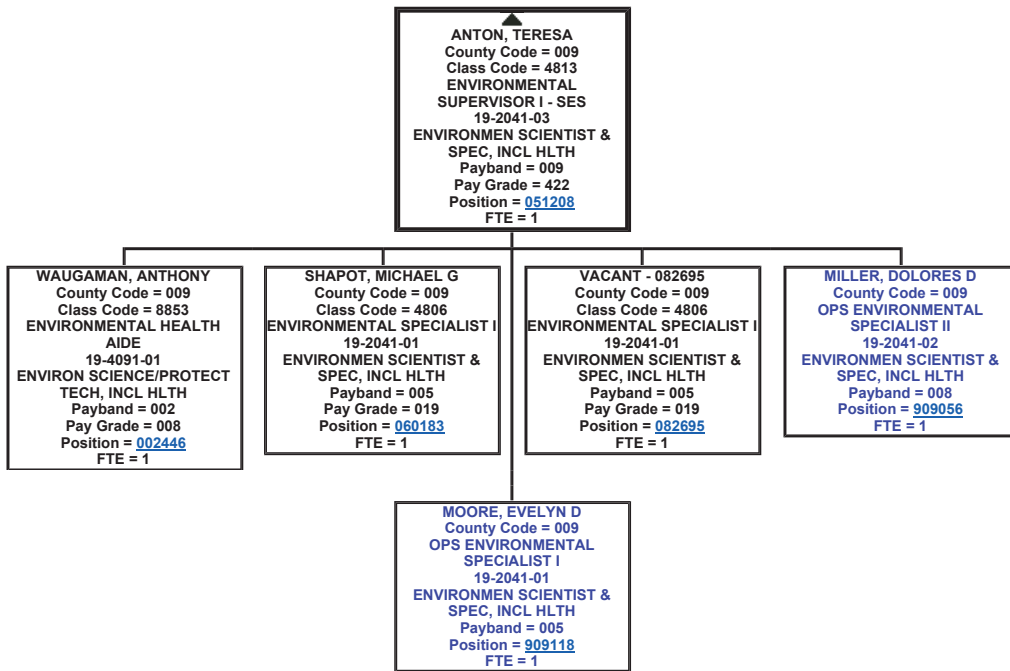 ANTON, TERESA
County Code = 009
Class Code = 4813
ENVIRONMENTAL
SUPERVISOR I - SES
19-2041-03
ENVIRONMEN SCIENTIST &
SPEC, INCL HLTH
Payband = 009
Pay Grade = 422
Position = 051208
FTE = 1
WAUGAMAN, ANTHONY
County Code = 009
Class Code = 8853
ENVIRONMENTAL HEALTH
AIDE
19-4091-01
ENVIRON SCIENCE/PROTECT
TECH, INCL HLTH
Payband = 002
Pay Grade = 008
Position = 002446
FTE = 1
SHAPOT, MICHAEL G
County Code = 009
Class Code = 4806
ENVIRONMENTAL SPECIALIST I
19-2041-01
ENVIRONMEN SCIENTIST &
SPEC, INCL HLTH
Payband = 005
Pay Grade = 019
Position = 060183
FTE = 1
VACANT - 082695
County Code = 009
Class Code = 4806
ENVIRONMENTAL SPECIALIST I
19-2041-01
ENVIRONMEN SCIENTIST &
SPEC, INCL HLTH
Payband = 005
Pay Grade = 019
Position = 082695
FTE = 1
MILLER, DOLORES D
County Code = 009
OPS ENVIRONMENTAL
SPECIALIST II
19-2041-02
ENVIRONMEN SCIENTIST &
SPEC, INCL HLTH
Payband = 008
Position = 909056
FTE = 1
MOORE, EVELYN D
County Code = 009
OPS ENVIRONMENTAL
SPECIALIST I
19-2041-01
ENVIRONMEN SCIENTIST &
SPEC, INCL HLTH
Payband = 005
Position = 909118
FTE = 1